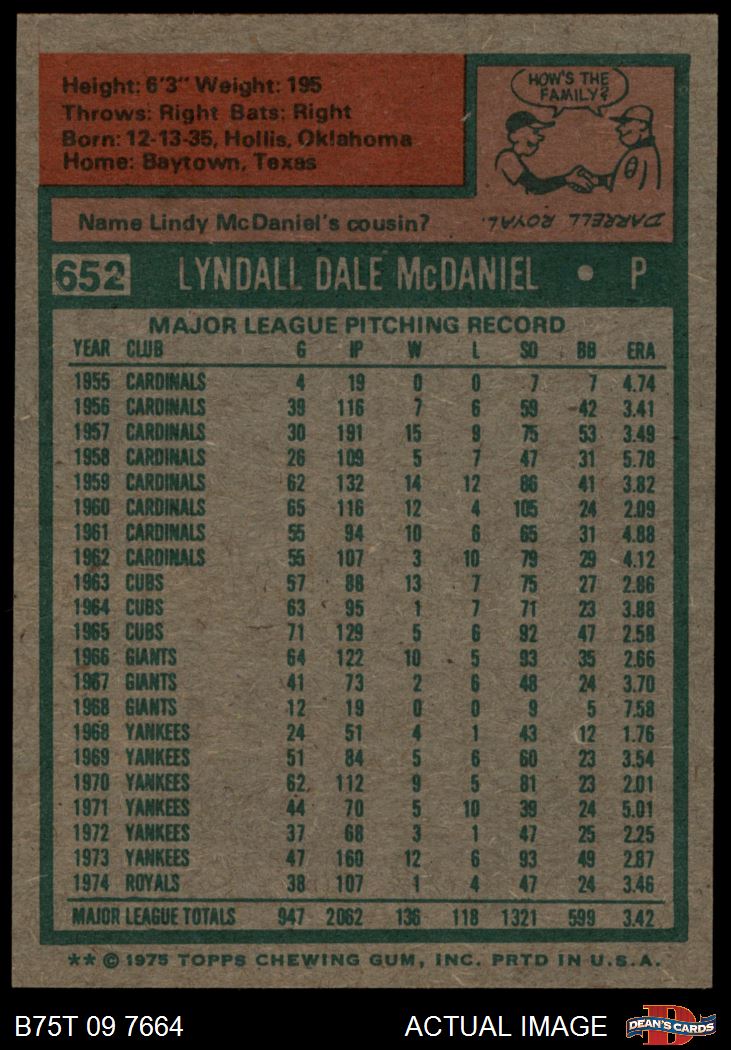 Height: 6'3" Weight: 195
Throws: Right Bats: Right
Born: 12-13-35, Hollis, Oklahoma
Home: Baytown, Texas
HOW'S THE
FAMILY?
Name Lindy McDaniel's cousin?
DARRELL ROYAL.
652 LYNDALL DALE McDANIEL • P
MAJOR LEAGUE PITCHING RECORD
YEAR CLUB G IP W L SO BB ERA
1955 CARDINALS 4 19 0 0 7 7 4.74
1956 CARDINALS 39 116 7 6 59 42 3.41
1957 CARDINALS 30 191 15 9 75 53 3.49
1958 CARDINALS 26 109 5 7 47 31 5.78
1959 CARDINALS 62 132 14 12 86 41 3.82
1960 CARDINALS 65 116 12 4 105 24 2.09
1961 CARDINALS 55 94 10 6 65 31 4.88
1962 CARDINALS 55 107 3 10 79 29 4.12
1963 CUBS 57 88 13 7 75 27 2.86
1964 CUBS 63 95 1 7 71 23 3.88
1965 CUBS 71 129 5 6 92 47 2.58
1966 GIANTS 64 122 10 5 93 35 2.66
1967 GIANTS 41 73 2 6 48 24 3.70
1968 GIANTS 12 19 0 0 9 5 7.58
1968 YANKEES 24 51 4 1 43 12 1.76
1969 YANKEES 51 84 5 6 60 23 3.54
1970 YANKEES 62 112 9 5 81 23 2.01
1971 YANKEES 44 70 5 10 39 24 5.01
1972 YANKEES 37 68 3 1 47 25 2.25
1973 YANKEES 47 160 12 6 93 49 2.87
1974 ROYALS 38 107 1 4 47 24 3.46
MAJOR LEAGUE TOTALS 947 2062 136 118 1321 599 3.42
** © 1975 TOPPS CHEWING GUM, INC. PRTD IN U.S.A.
B75T 09 7664 ACTUAL IMAGE D DEAN'S CARDS